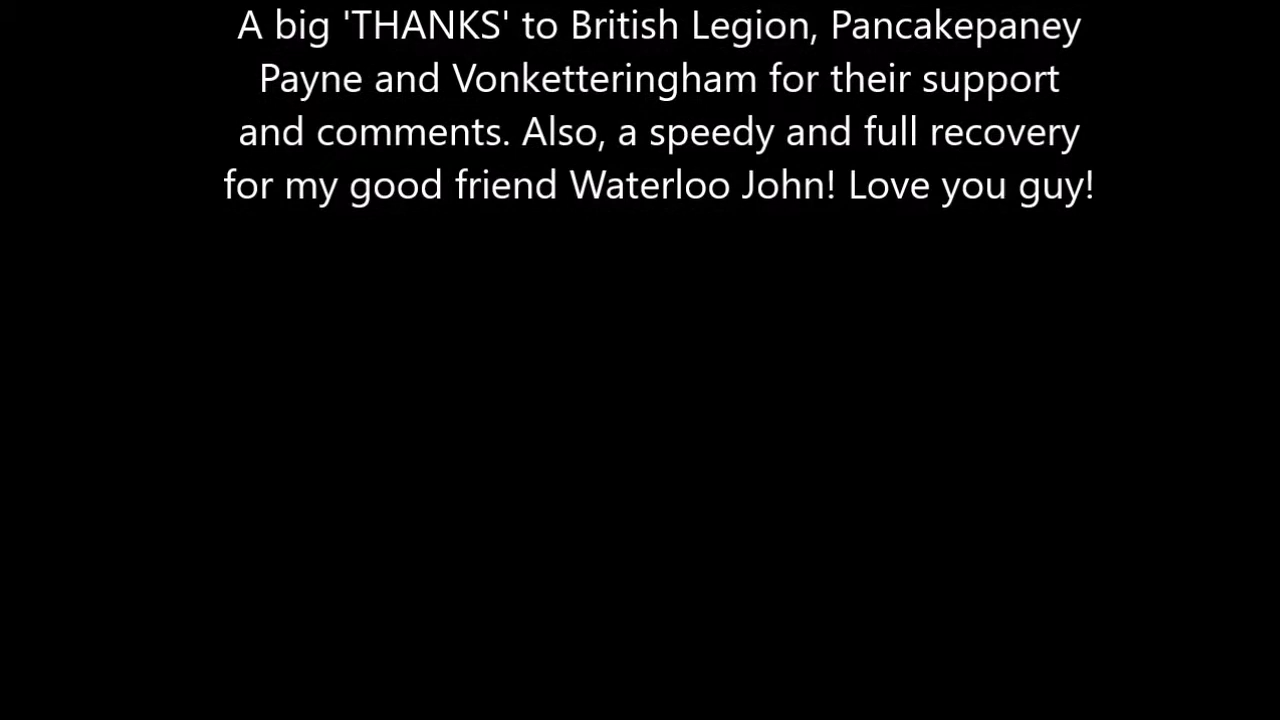 A big 'THANKS' to British Legion, Pancakepaney
Payne and Vonketteringham for their support
and comments. Also, a speedy and full recovery
for my good friend Waterloo John! Love you guy!